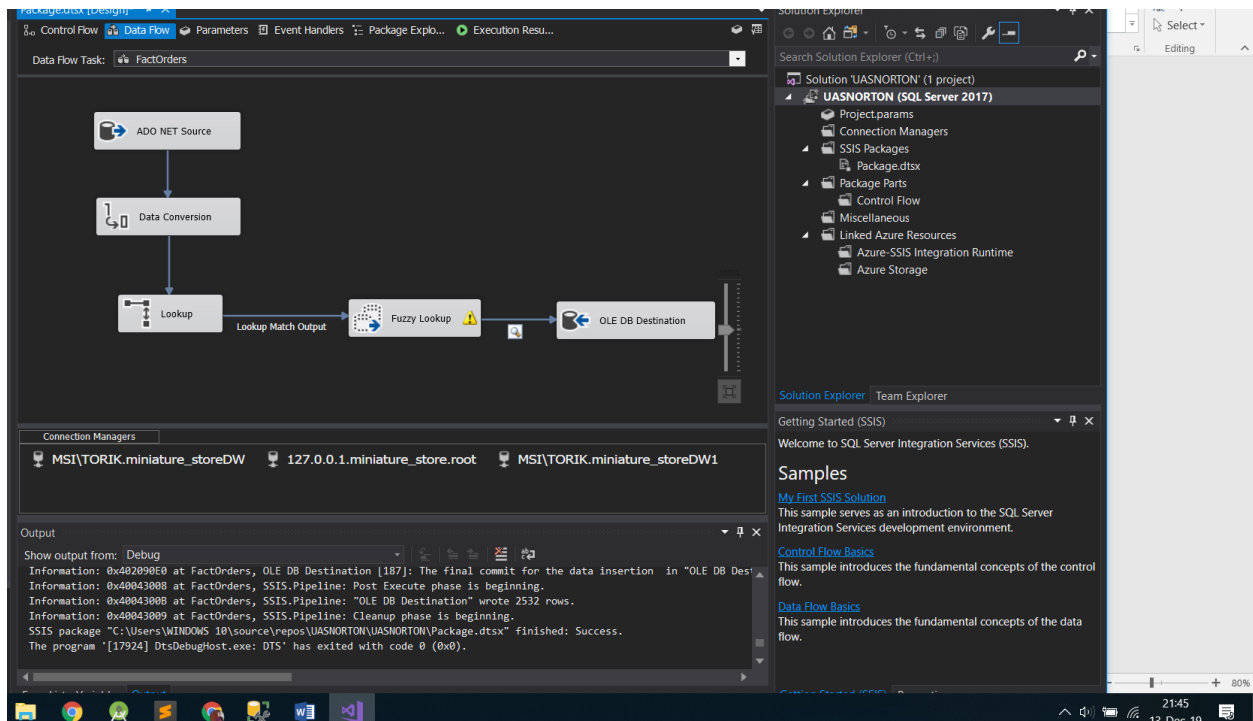 Package.dtsx [Design]
Control Flow Data Flow Parameters Event Handlers Package Explo... Execution Resu...
Data Flow Task: FactOrders
ADO NET Source
Data Conversion
Lookup
Lookup Match Output
Fuzzy Lookup
OLE DB Destination
Connection Managers
MSI\TORIK.miniature_storeDW 127.0.0.1.miniature_store.root MSI\TORIK.miniature_storeDW1
Output
Show output from: Debug
Information: 0x402090E0 at FactOrders, OLE DB Destination [187]: The final commit for the data insertion in "OLE DB Dest
Information: 0x40043008 at FactOrders, SSIS.Pipeline: Post Execute phase is beginning.
Information: 0x4004300B at FactOrders, SSIS.Pipeline: "OLE DB Destination" wrote 2532 rows.
Information: 0x40043009 at FactOrders, SSIS.Pipeline: Cleanup phase is beginning.
SSIS package "C:\Users\WINDOWS 10\source\repos\UASNORTON\UASNORTON\Package.dtsx" finished: Success.
The program '[17924] DtsDebugHost.exe: DTS' has exited with code 0 (0x0).
Solution Explorer
Search Solution Explorer (Ctrl+;)
Solution 'UASNORTON' (1 project)
UASNORTON (SQL Server 2017)
Project.params
Connection Managers
SSIS Packages
Package.dtsx
Package Parts
Control Flow
Miscellaneous
Linked Azure Resources
Azure-SSIS Integration Runtime
Azure Storage
Solution Explorer Team Explorer
Getting Started (SSIS)
Welcome to SQL Server Integration Services (SSIS).
Samples
My First SSIS Solution
This sample serves as an introduction to the SQL Server
Integration Services development environment.
Control Flow Basics
This sample introduces the fundamental concepts of the control
flow.
Data Flow Basics
This sample introduces the fundamental concepts of the data
flow.
Select
Editing
80%
21:45
13-Dec-19